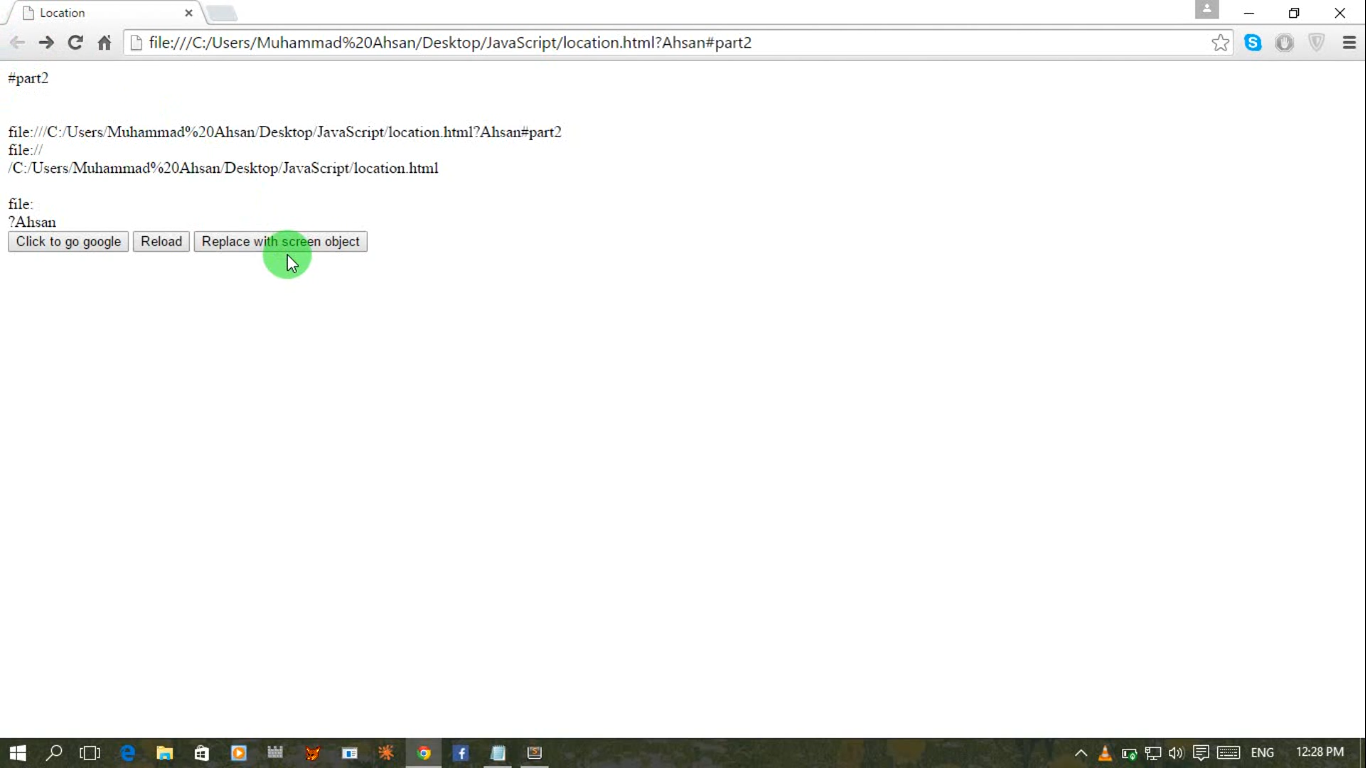 Location
file:///C:/Users/Muhammad%20Ahsan/Desktop/JavaScript/location.html?Ahsan#part2
#part2
file:///C:/Users/Muhammad%20Ahsan/Desktop/JavaScript/location.html?Ahsan#part2
file://
/C:/Users/Muhammad%20Ahsan/Desktop/JavaScript/location.html
file:
?Ahsan
Click to go google Reload Replace with screen object
ENG 12:28 PM